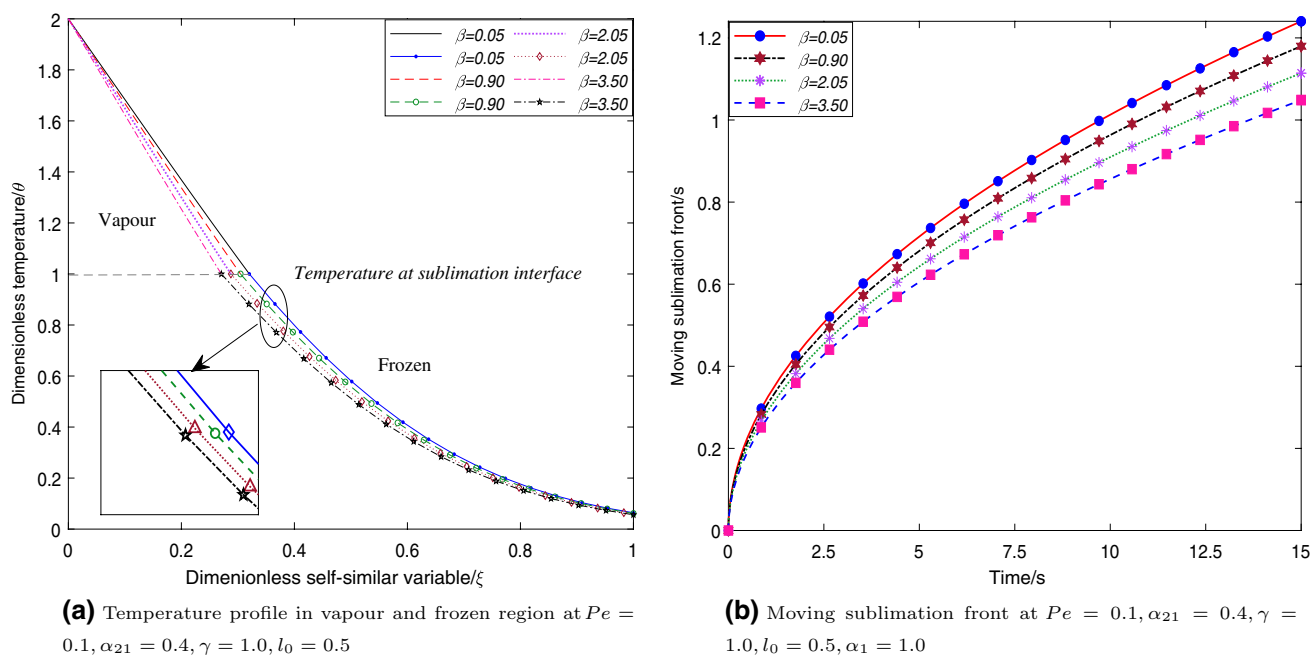 2
1.8
1.6
1.4
1.2
1
0.8
0.6
0.4
0.2
0
Dimensionless temperature/θ
β=0.05 β=2.05
β=0.05 β=2.05
β=0.90 β=3.50
β=0.90 β=3.50
Vapour
Temperature at sublimation interface
Frozen
0 0.2 0.4 0.6 0.8 1
Dimenionless self-similar variable/ξ
(a) Temperature profile in vapour and frozen region at Pe =
0.1, α21 = 0.4, γ = 1.0, l0 = 0.5
1.2
1
0.8
0.6
0.4
0.2
0
Moving sublimation front/s
β=0.05
β=0.90
β=2.05
β=3.50
0 2.5 5 7.5 10 12.5 15
Time/s
(b) Moving sublimation front at Pe = 0.1, α21 = 0.4, γ =
1.0, l0 = 0.5, α1 = 1.0